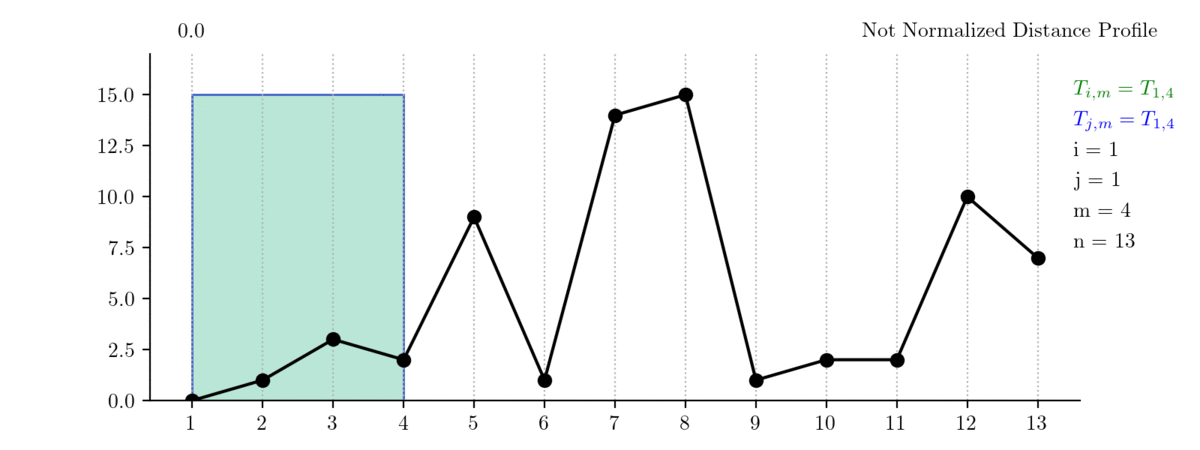 0.0 Not Normalized Distance Profile
15.0
12.5
10.0
7.5
5.0
2.5
0.0
1 2 3 4 5 6 7 8 9 10 11 12 13
T_{i,m} = T_{1,4}
T_{j,m} = T_{1,4}
i = 1
j = 1
m = 4
n = 13